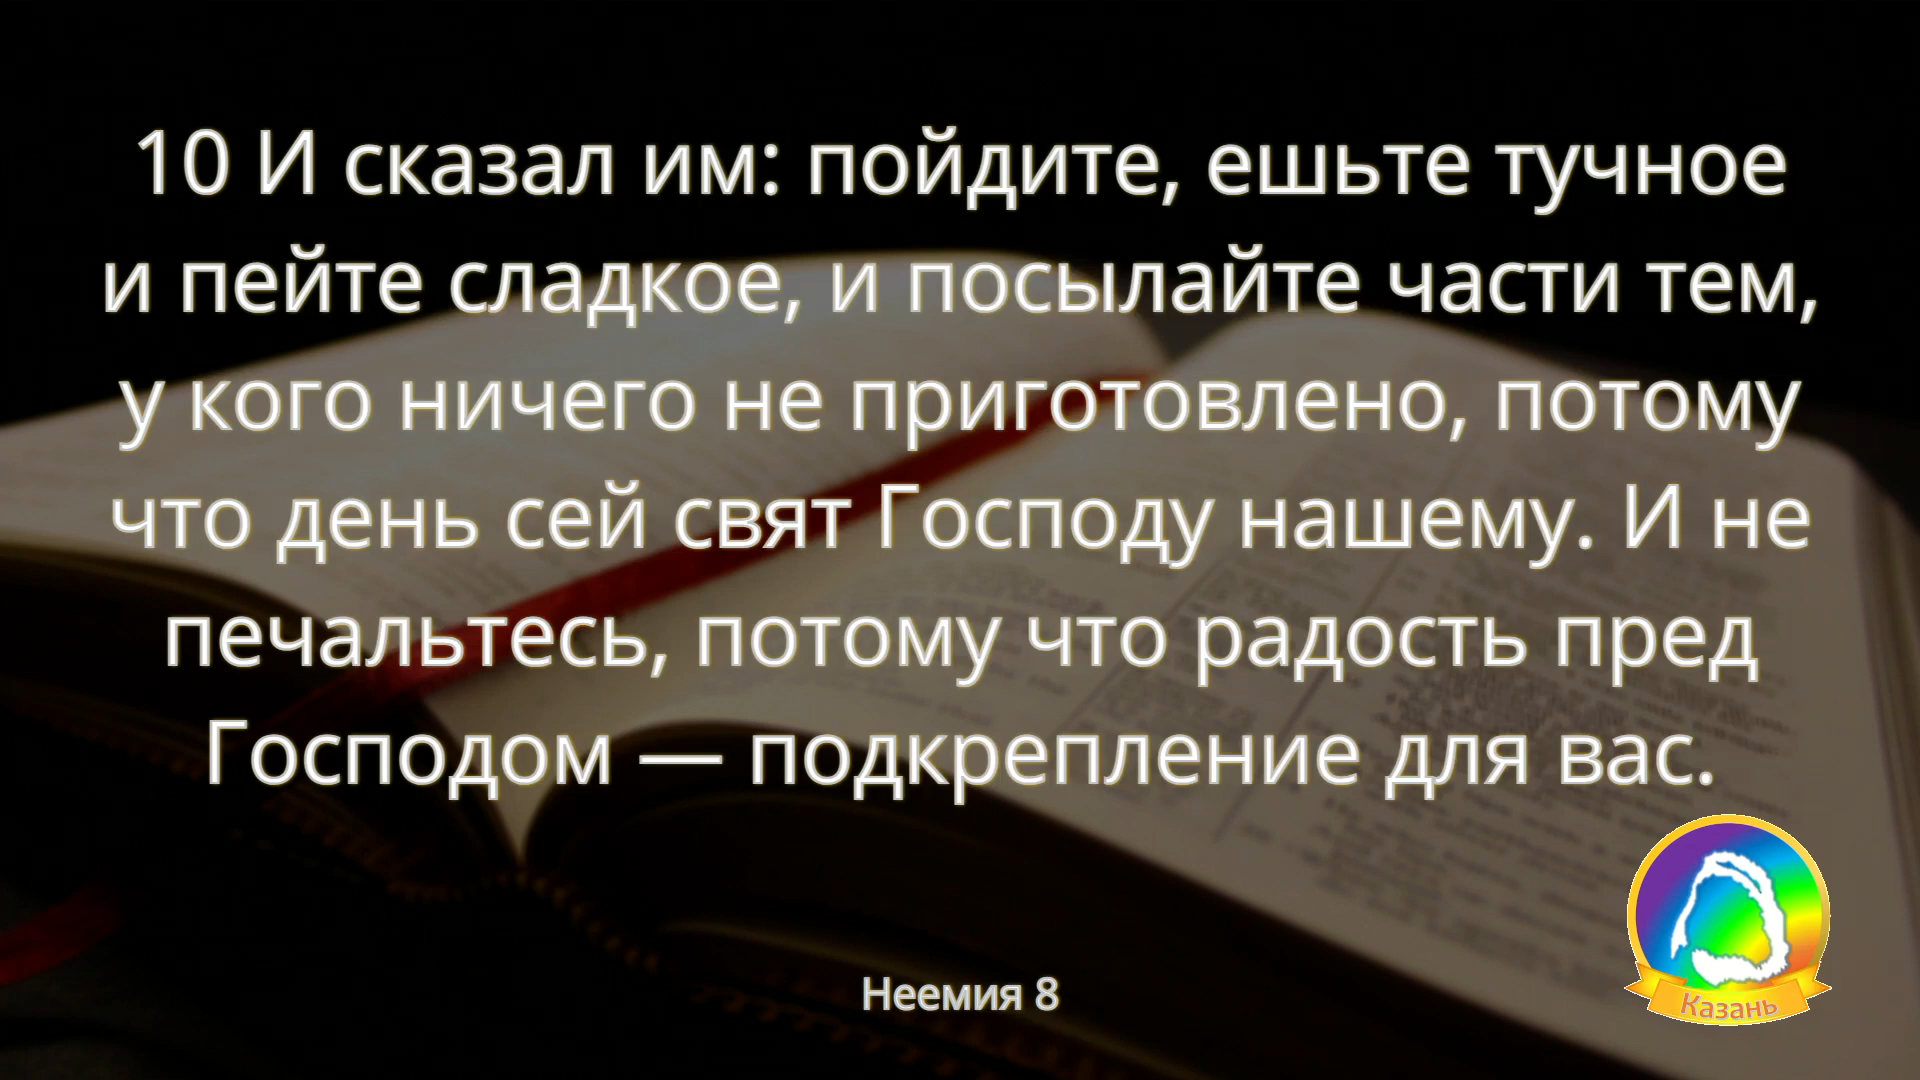 10 И сказал им: пойдите, ешьте тучное
и пейте сладкое, и посылайте части тем,
у кого ничего не приготовлено, потому
что день сей свят Господу нашему. И не
печальтесь, потому что радость пред
Господом — подкрепление для вас.
Неемия 8
Казань